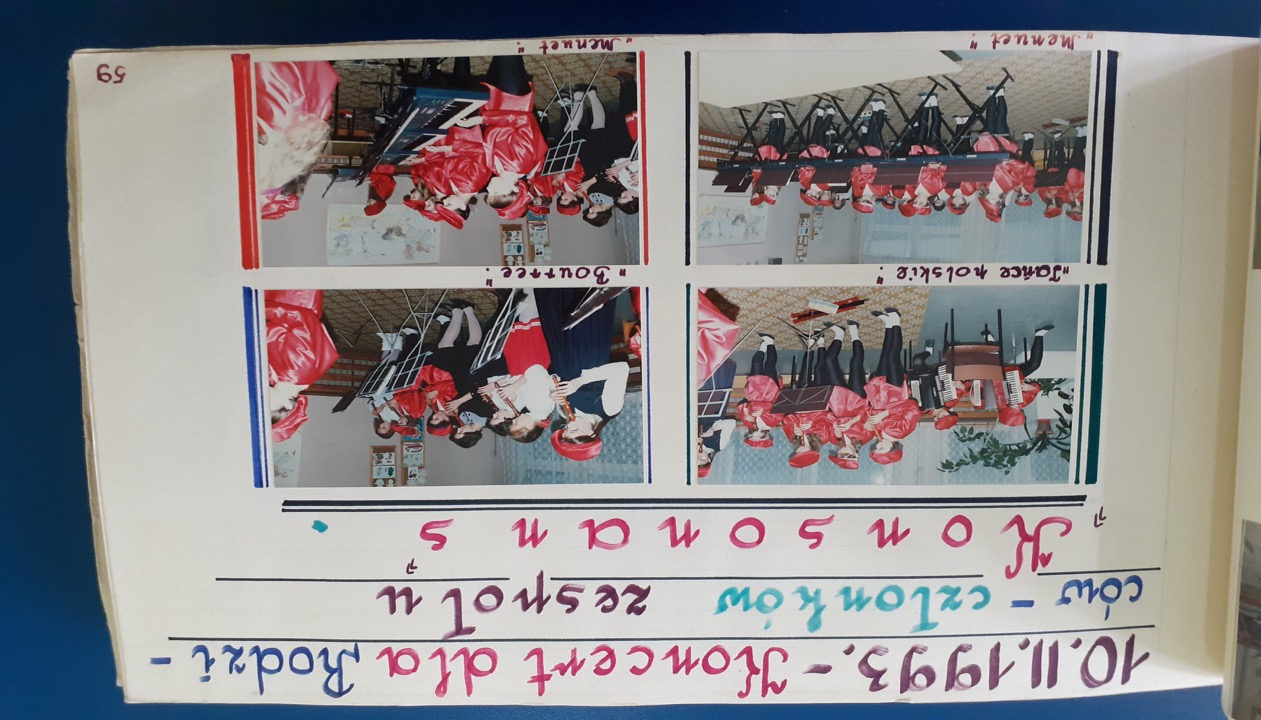 10.II.1993.- Koncert dla Rodzi-
ców - członków zespołu
„Konsonans”.
„Tańce polskie”.
„Bourree”.
„Menuet”.
„Menuet”.
59